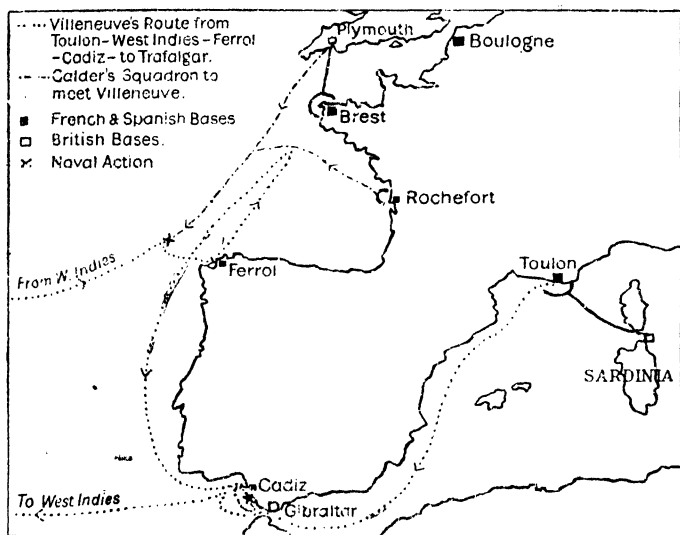 Villeneuve's Route from
Toulon-West Indies-Ferrol
-Cadiz-to Trafalgar.
Calder's Squadron to
meet Villeneuve.
French & Spanish Bases
British Bases.
Naval Action
Plymouth
Boulogne
Brest
Rochefort
From W. Indies
Ferrol
Toulon
SARDINIA
Cadiz
To West Indies
Gibraltar